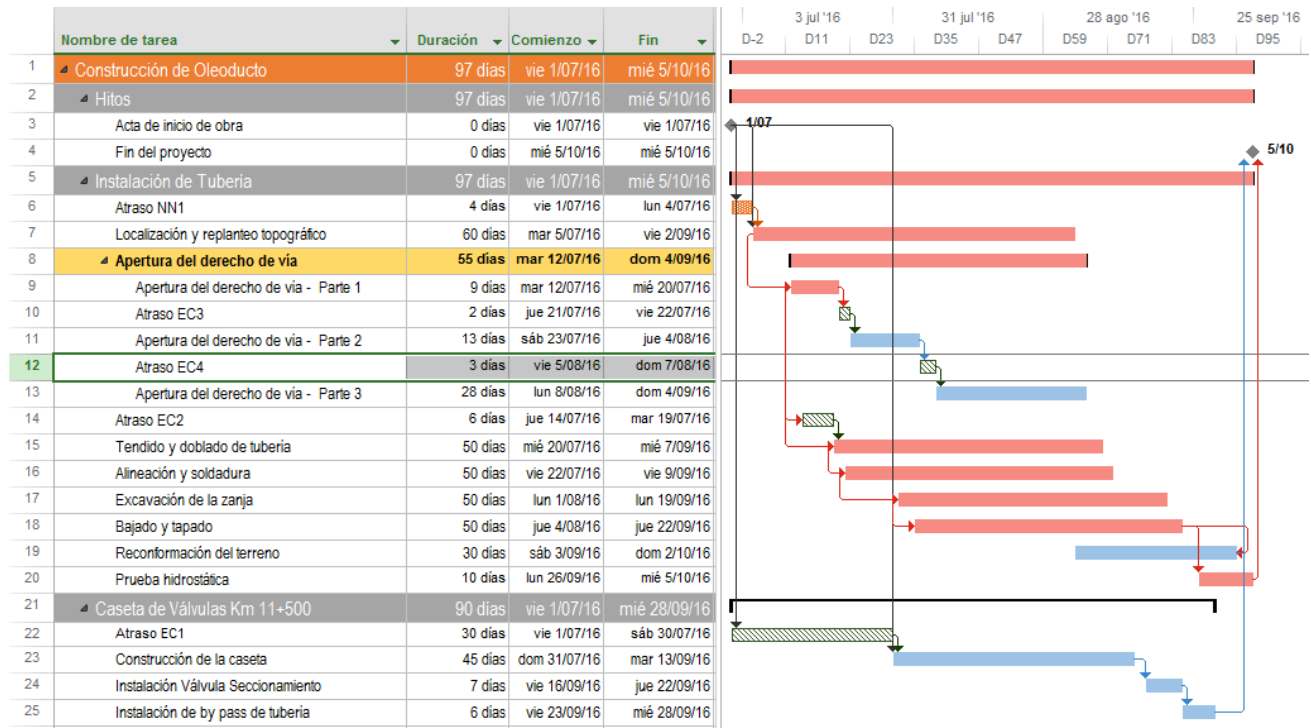 3 jul '16 31 jul '16 28 ago '16 25 sep '16
Nombre de tarea Duración Comienzo Fin D-2 D11 D23 D35 D47 D59 D71 D83 D95
1 Construcción de Oleoducto 97 días vie 1/07/16 mié 5/10/16
2 Hitos 97 días vie 1/07/16 mié 5/10/16
3 Acta de inicio de obra 0 días vie 1/07/16 vie 1/07/16 1/07
4 Fin del proyecto 0 días mié 5/10/16 mié 5/10/16 5/10
5 Instalación de Tubería 97 días vie 1/07/16 mié 5/10/16
6 Atraso NN1 4 días vie 1/07/16 lun 4/07/16
7 Localización y replanteo topográfico 60 días mar 5/07/16 vie 2/09/16
8 Apertura del derecho de vía 55 días mar 12/07/16 dom 4/09/16
9 Apertura del derecho de vía - Parte 1 9 días mar 12/07/16 mié 20/07/16
10 Atraso EC3 2 días jue 21/07/16 vie 22/07/16
11 Apertura del derecho de vía - Parte 2 13 días sáb 23/07/16 jue 4/08/16
12 Atraso EC4 3 días vie 5/08/16 dom 7/08/16
13 Apertura del derecho de vía - Parte 3 28 días lun 8/08/16 dom 4/09/16
14 Atraso EC2 6 días jue 14/07/16 mar 19/07/16
15 Tendido y doblado de tubería 50 días mié 20/07/16 mié 7/09/16
16 Alineación y soldadura 50 días vie 22/07/16 vie 9/09/16
17 Excavación de la zanja 50 días lun 1/08/16 lun 19/09/16
18 Bajado y tapado 50 días jue 4/08/16 jue 22/09/16
19 Reconformación del terreno 30 días sáb 3/09/16 dom 2/10/16
20 Prueba hidrostática 10 días lun 26/09/16 mié 5/10/16
21 Caseta de Válvulas Km 11+500 90 días vie 1/07/16 mié 28/09/16
22 Atraso EC1 30 días vie 1/07/16 sáb 30/07/16
23 Construcción de la caseta 45 días dom 31/07/16 mar 13/09/16
24 Instalación Válvula Seccionamiento 7 días vie 16/09/16 jue 22/09/16
25 Instalación de by pass de tubería 6 días vie 23/09/16 mié 28/09/16